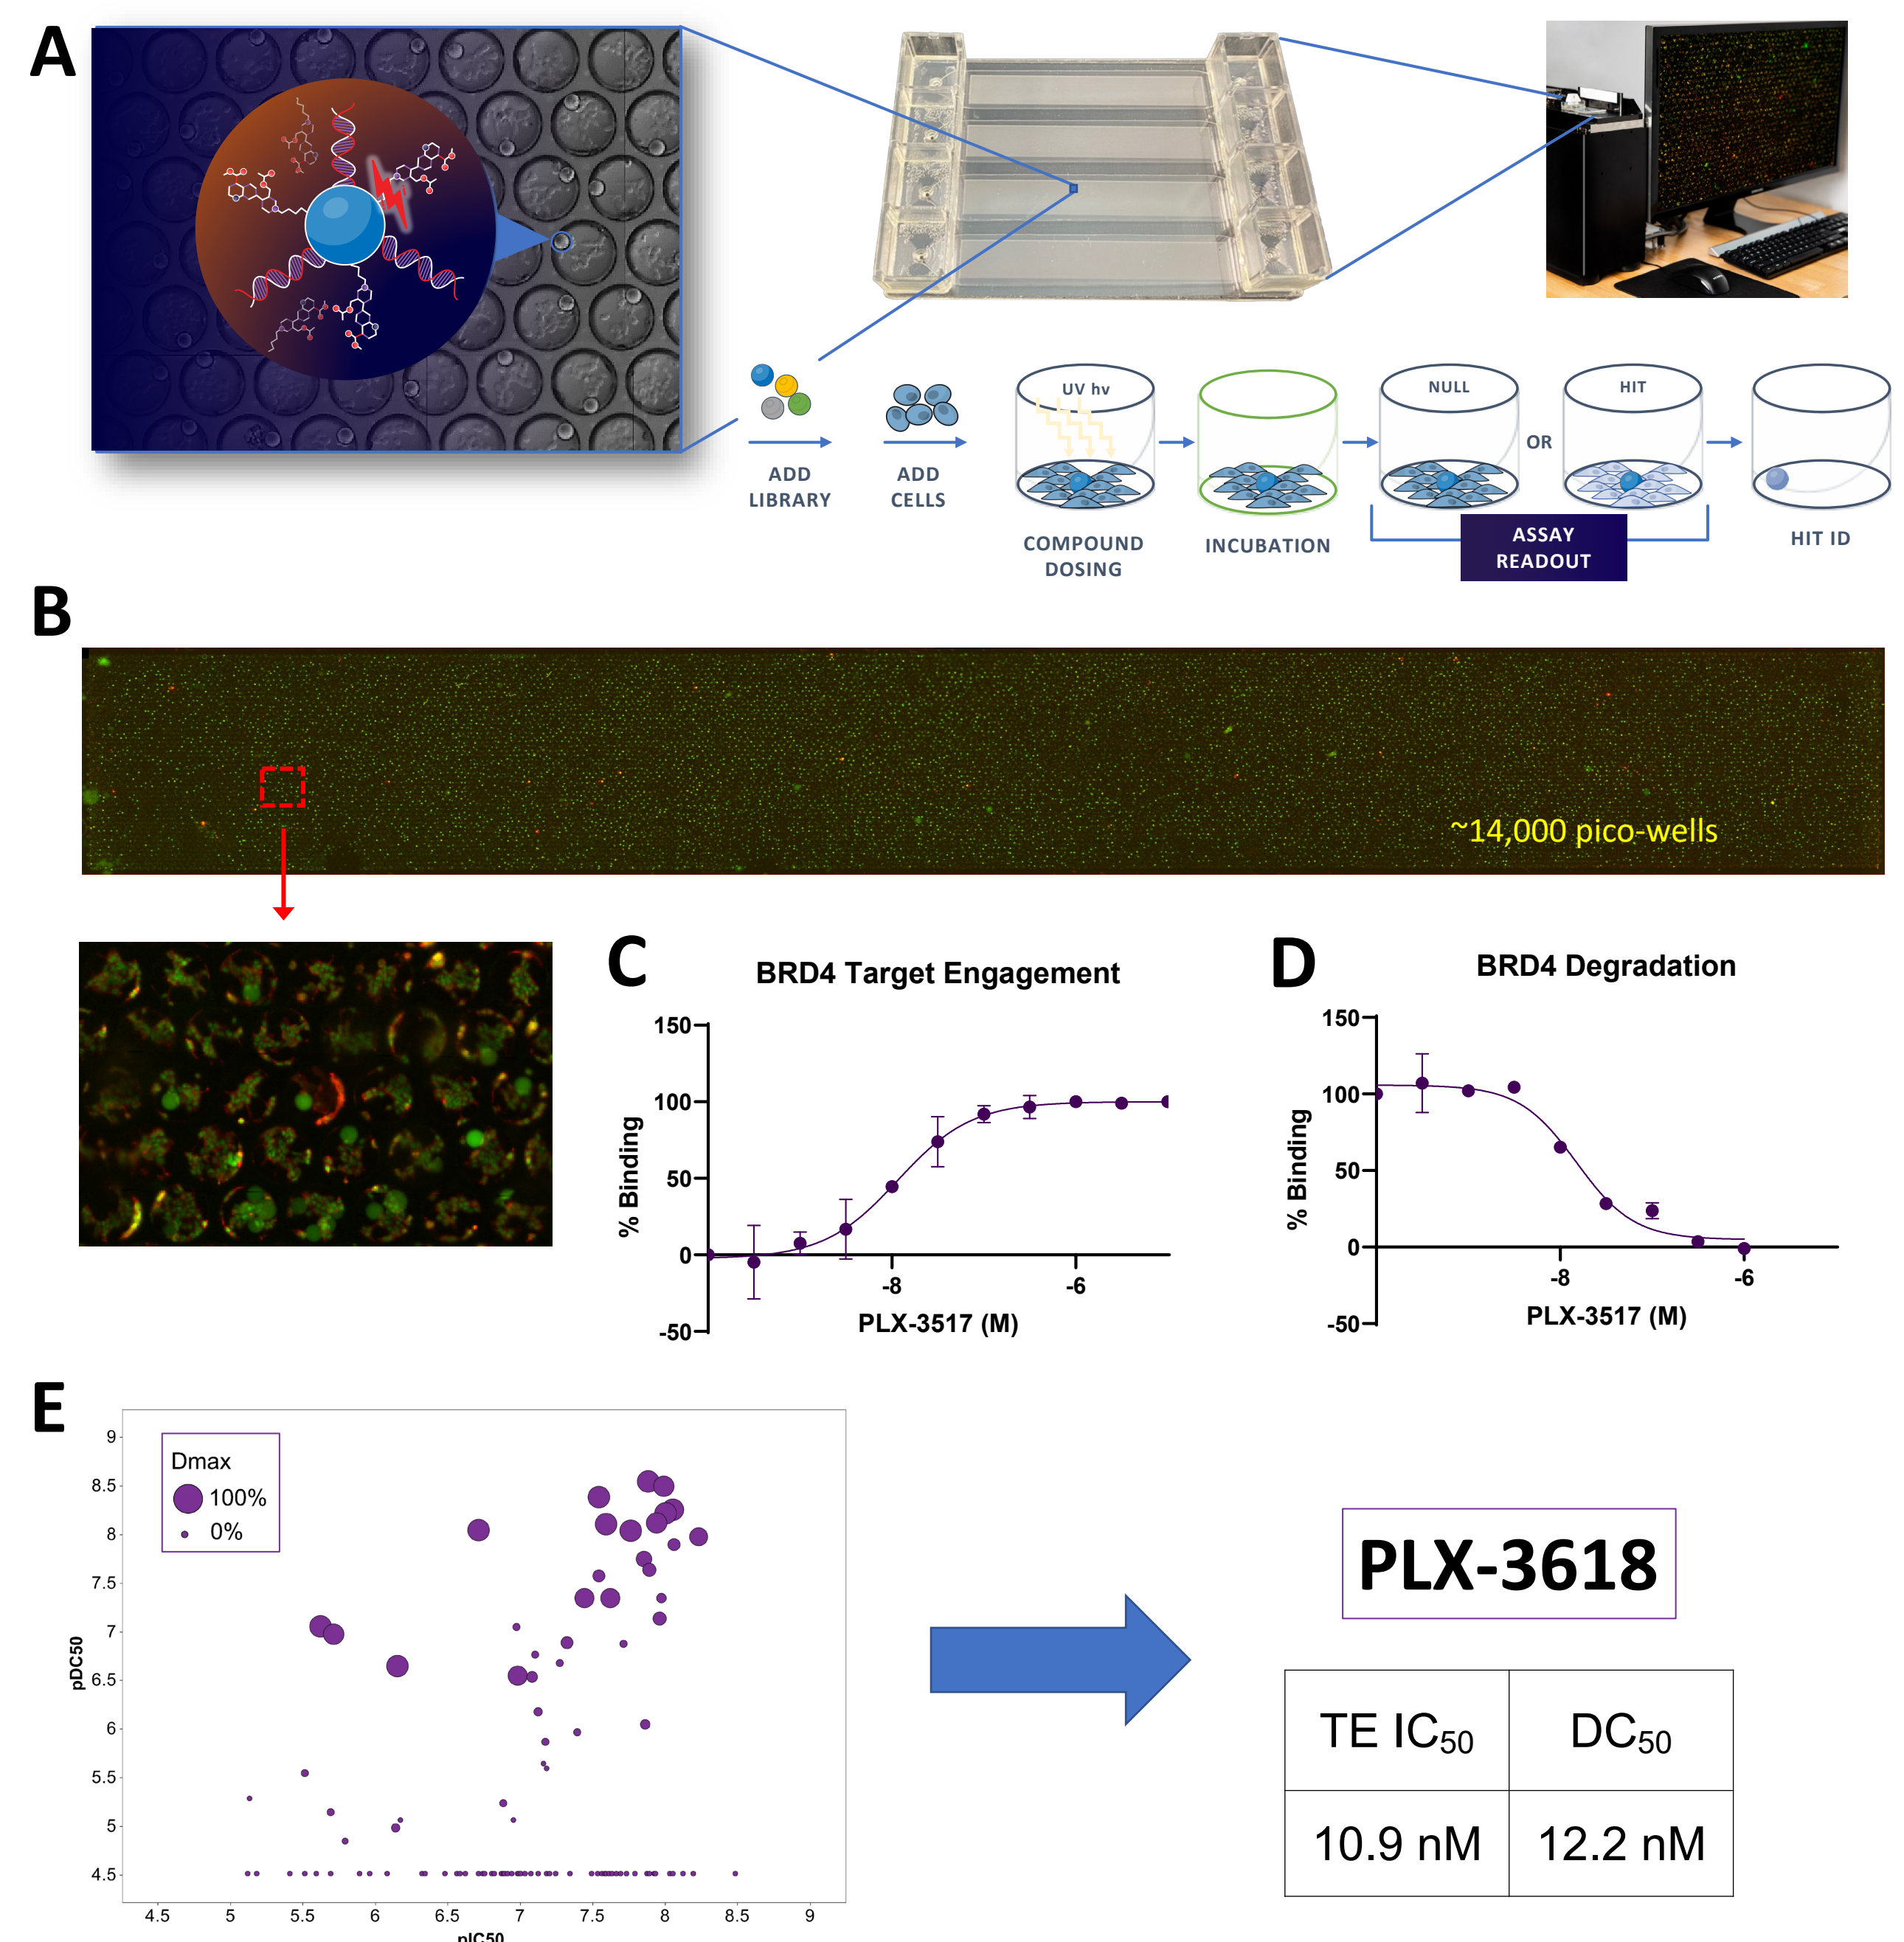 A
ADD
LIBRARY
ADD
CELLS
UV hv
COMPOUND
DOSING
INCUBATION
NULL
OR
HIT
ASSAY
READOUT
HIT ID
B
~14,000 pico-wells
C
BRD4 Target Engagement
150
100
50
0
-50
% Binding
-8
-6
PLX-3517 (M)
D
BRD4 Degradation
150
100
50
0
-50
% Binding
-8
-6
PLX-3517 (M)
E
Dmax
100%
0%
9
8.5
8
7.5
7
6.5
6
5.5
5
4.5
pDC50
4.5
5
5.5
6
6.5
7
7.5
8
8.5
9
pIC50
PLX-3618
TE IC50
DC50
10.9 nM
12.2 nM